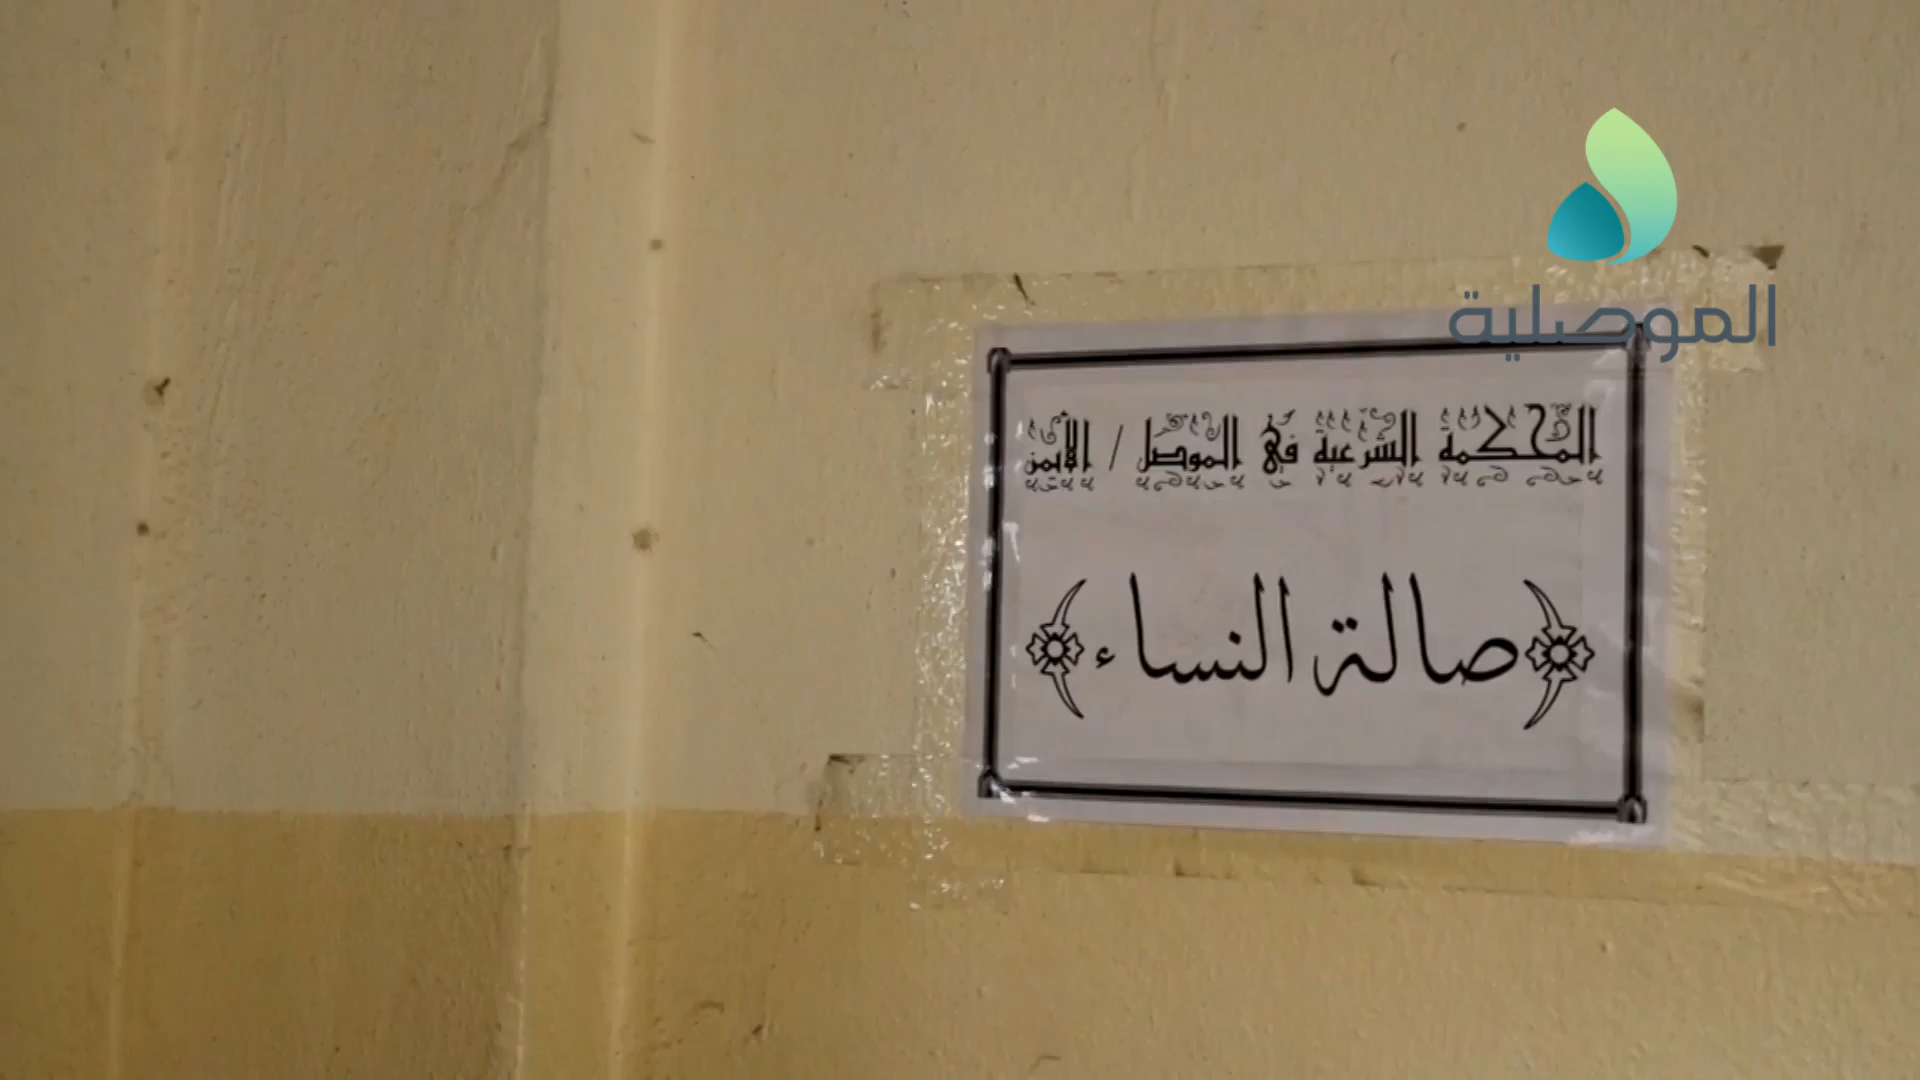 الموصلية
المحكمة الشرعية في الموصل / الأيمن
صالة النساء